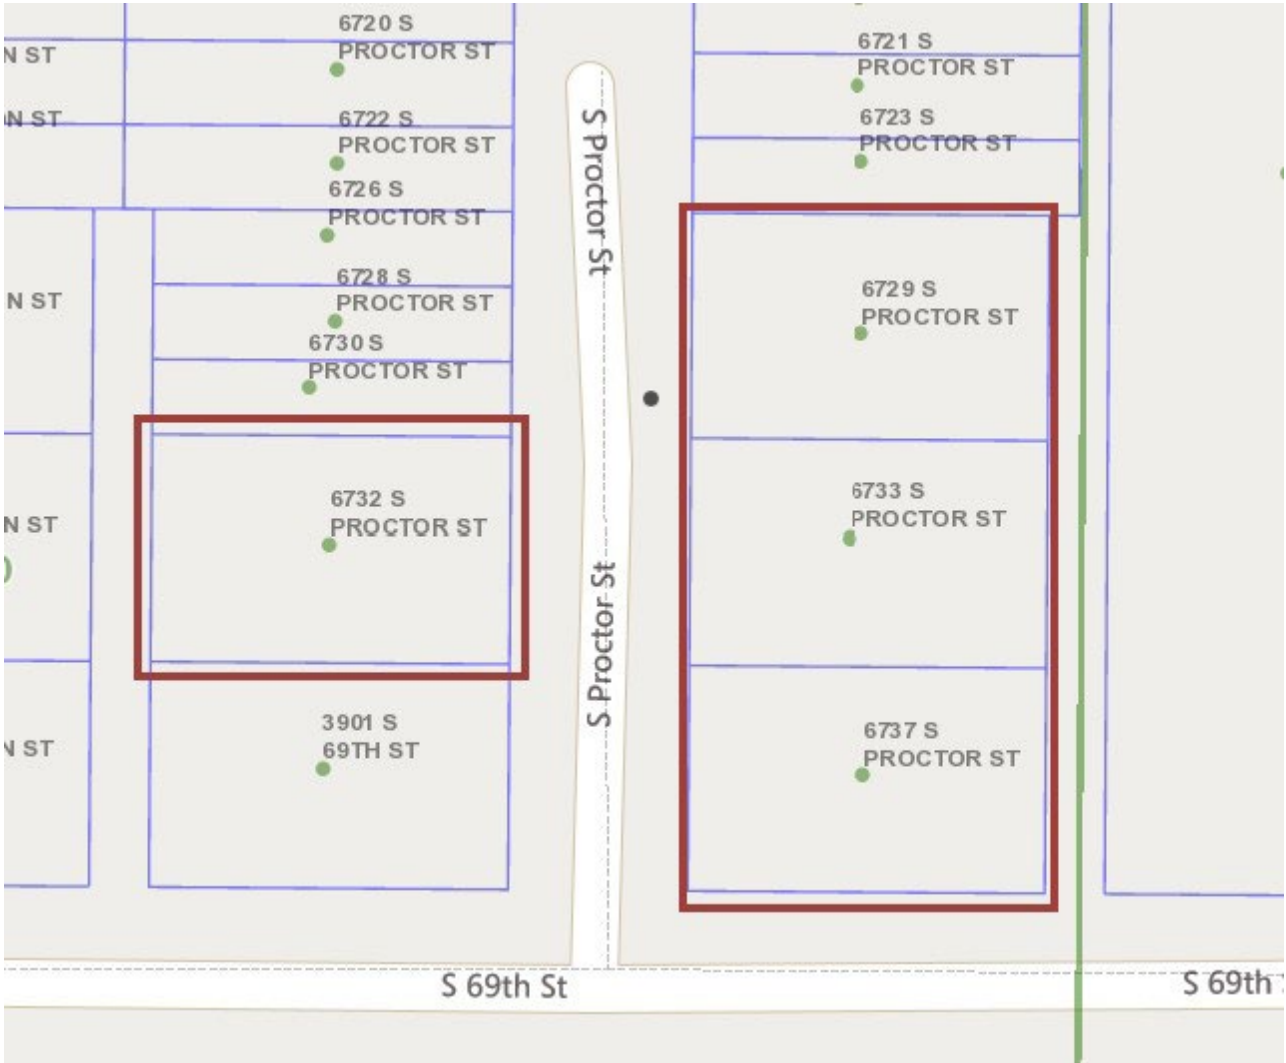 6720 S
PROCTOR ST
6721 S
PROCTOR ST
N ST
N ST
6722 S
PROCTOR ST
6723 S
PROCTOR ST
6726 S
PROCTOR ST
S Proctor St
6728 S
PROCTOR ST
6729 S
PROCTOR ST
N ST
6730 S
PROCTOR ST
6732 S
PROCTOR ST
6733 S
PROCTOR ST
N ST
S Proctor St
3901 S
69TH ST
6737 S
PROCTOR ST
N ST
S 69th St
S 69th